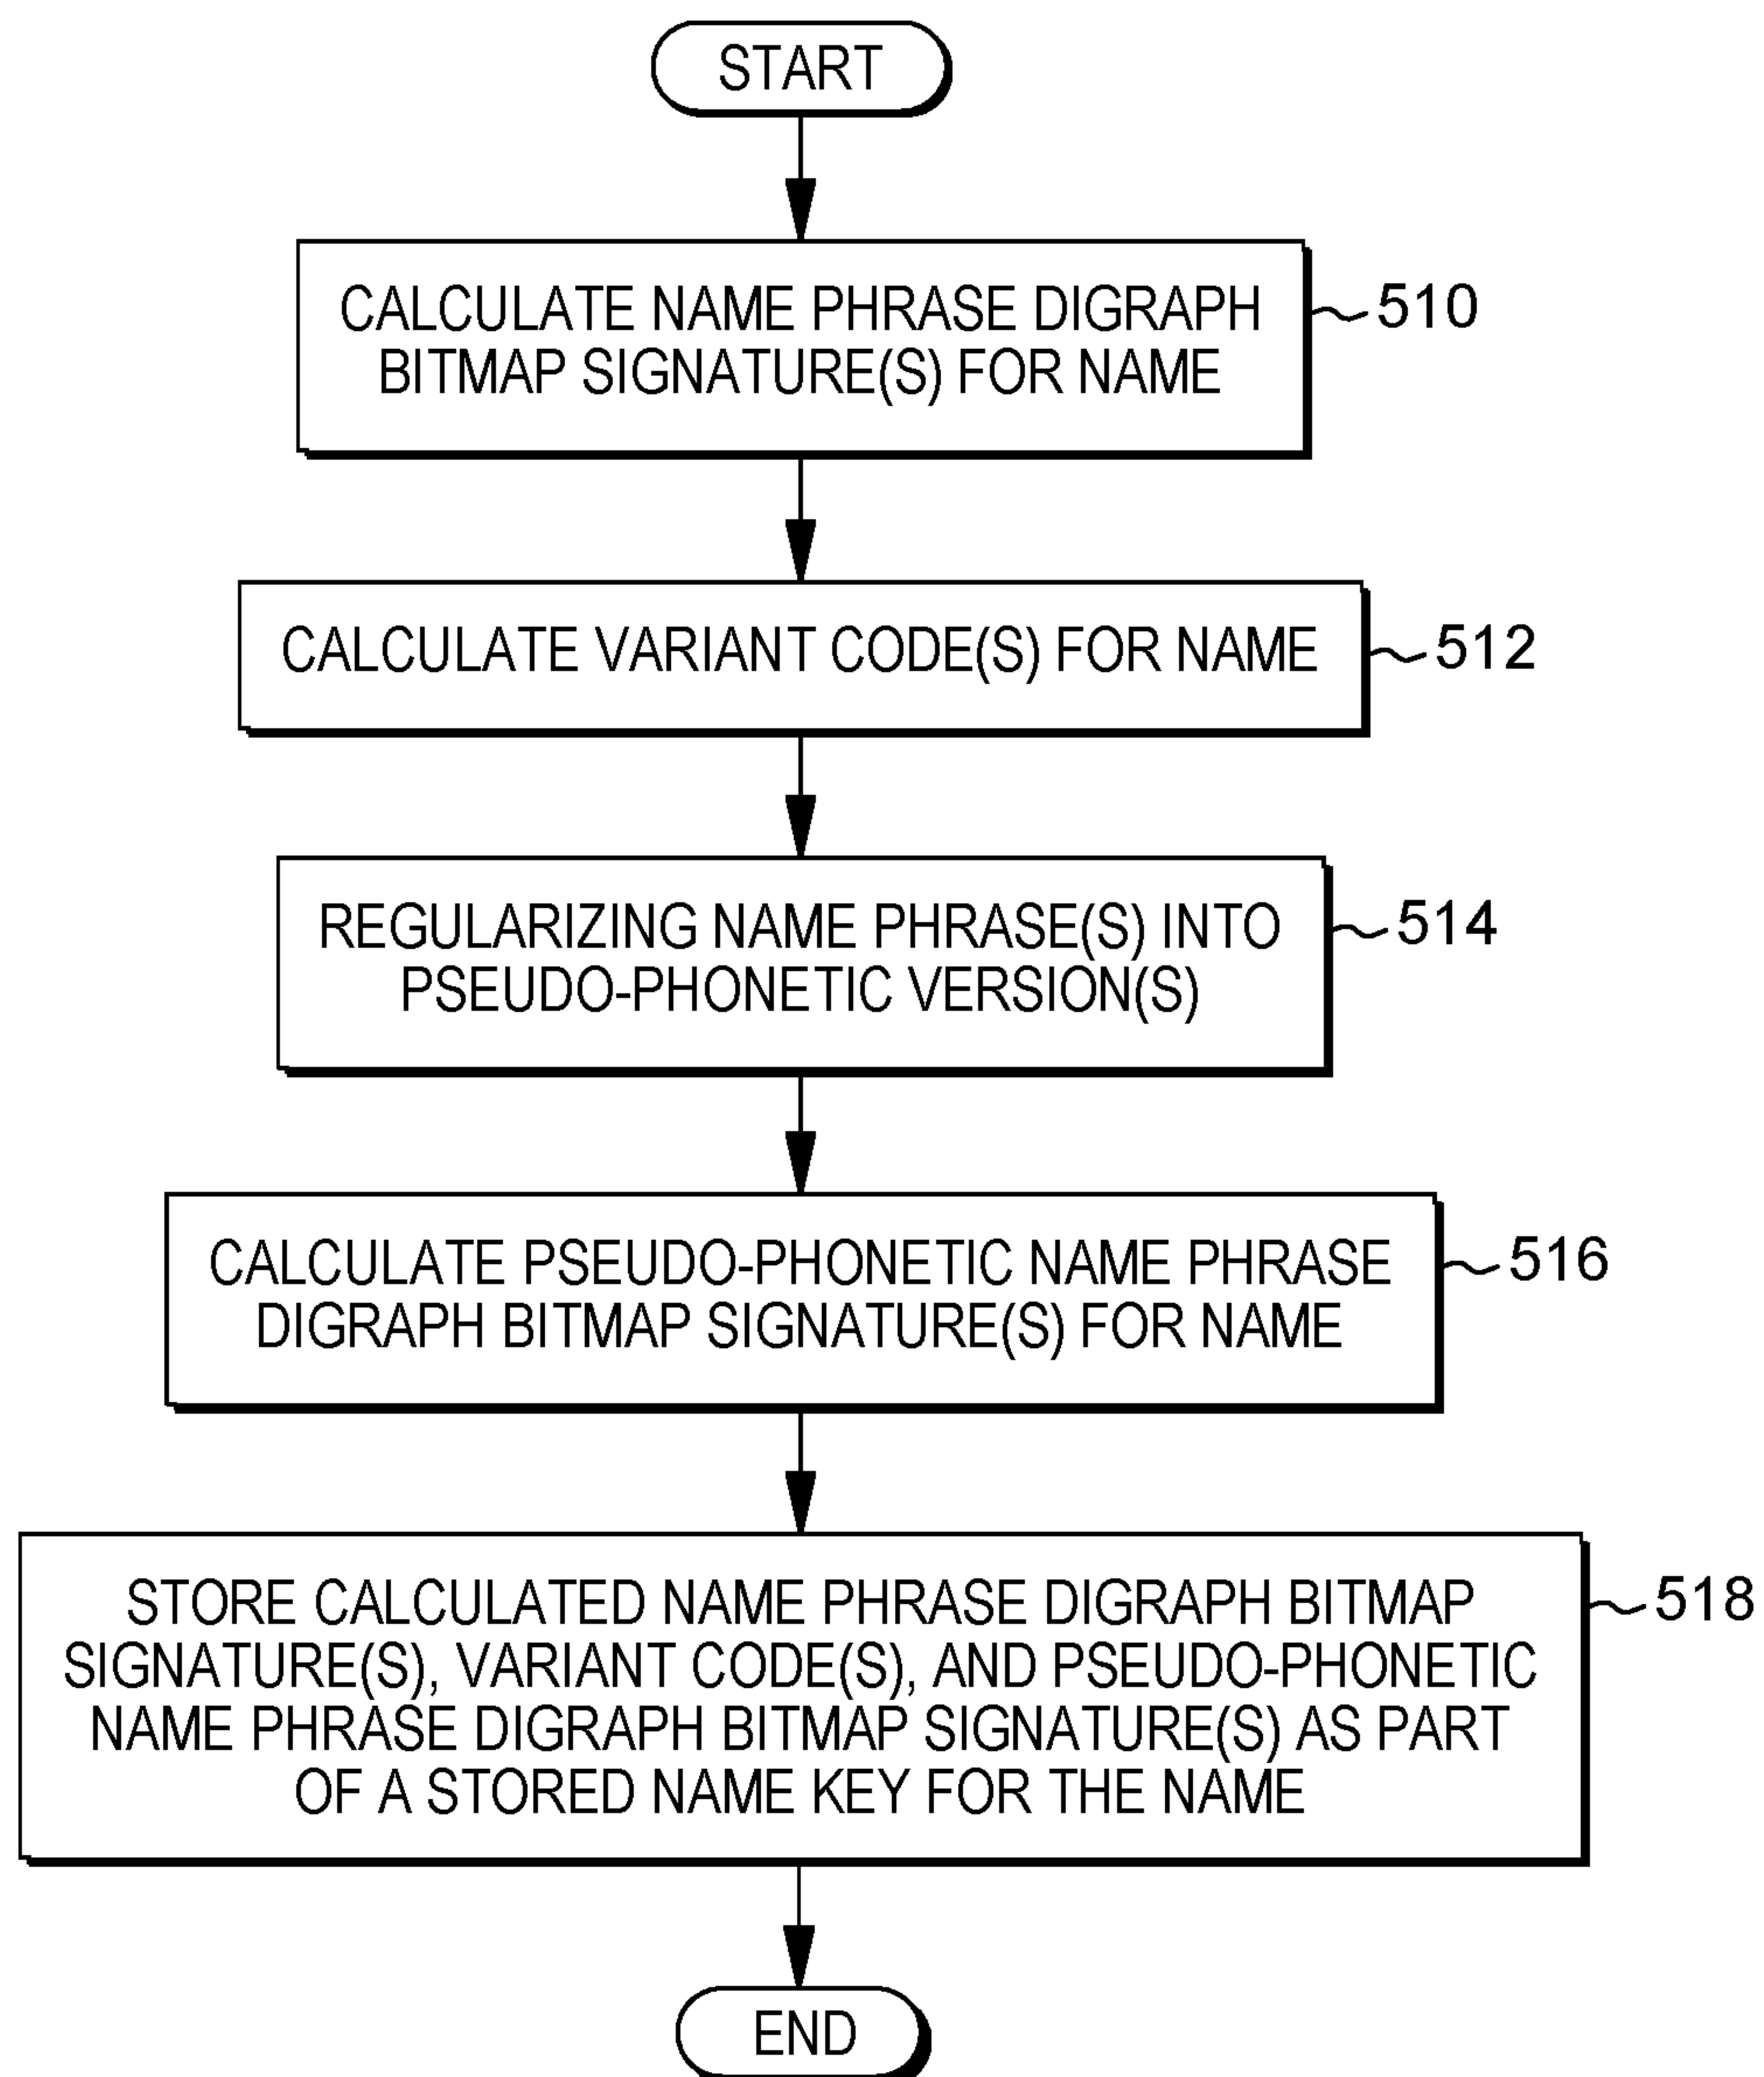 START
CALCULATE NAME PHRASE DIGRAPH
BITMAP SIGNATURE(S) FOR NAME
510
CALCULATE VARIANT CODE(S) FOR NAME
512
REGULARIZING NAME PHRASE(S) INTO
PSEUDO-PHONETIC VERSION(S)
514
CALCULATE PSEUDO-PHONETIC NAME PHRASE
DIGRAPH BITMAP SIGNATURE(S) FOR NAME
516
STORE CALCULATED NAME PHRASE DIGRAPH BITMAP
SIGNATURE(S), VARIANT CODE(S), AND PSEUDO-PHONETIC
NAME PHRASE DIGRAPH BITMAP SIGNATURE(S) AS PART
OF A STORED NAME KEY FOR THE NAME
518
END